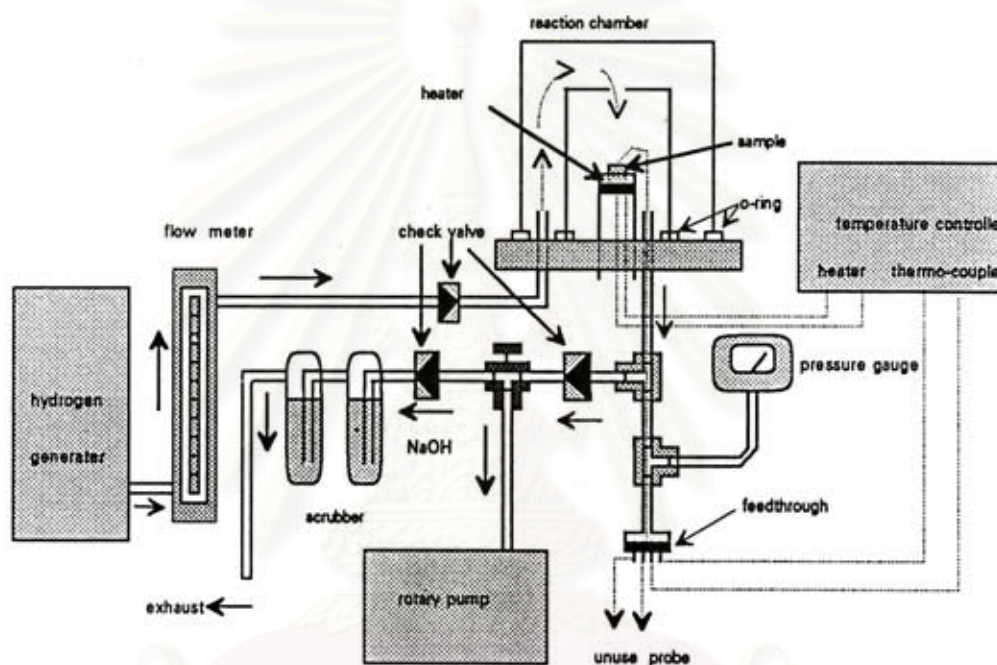 reaction chamber
heater
sample
o-ring
temperature controlle
heater thermo-couple
flow meter
check valve
pressure gauge
hydrogen
generater
NaOH
scrubber
feedthrough
rotary pump
exhaust
unuse probe